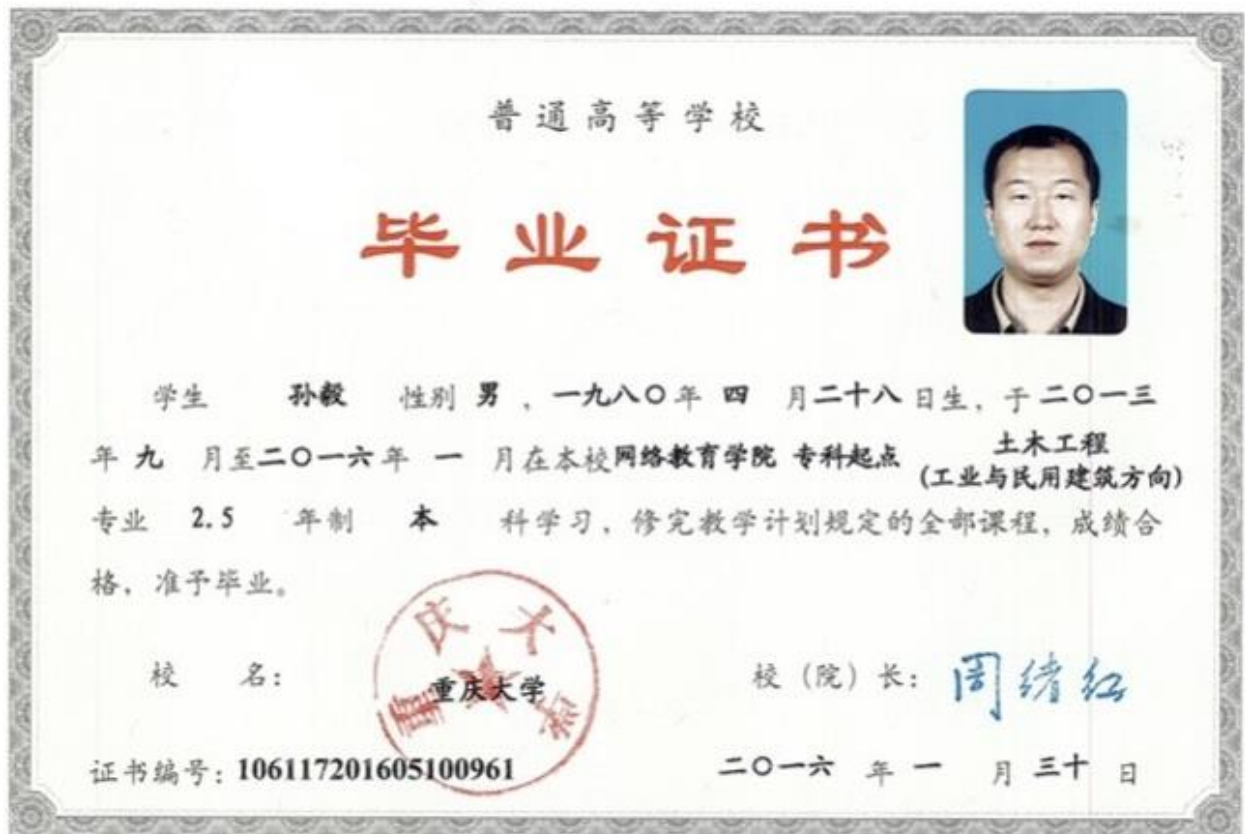 普通高等学校
毕业证书
学生 孙毅 性别 男 ，一九八〇年 四 月二十八 日生，于 二〇一三
年 九 月至二〇一六年 一 月在本校网络教育学院 专科起点 土木工程
(工业与民用建筑方向)
专业 2.5 年制 本 科学习，修完教学计划规定的全部课程，成绩合
格，准予毕业。
重庆大学
校 名： 重庆大学 校（院）长： 周绪红
证书编号：106117201605100961 二〇一六 年 一 月 三十 日